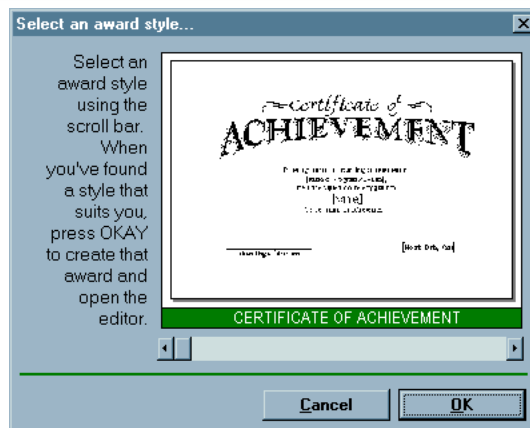 Select an award style...
Select an
award style
using the
scroll bar.
When
you've found
a style that
suits you,
press OKAY
to create that
award and
open the
editor.
Certificate of
ACHIEVEMENT
[Name]
CERTIFICATE OF ACHIEVEMENT
Cancel
OK